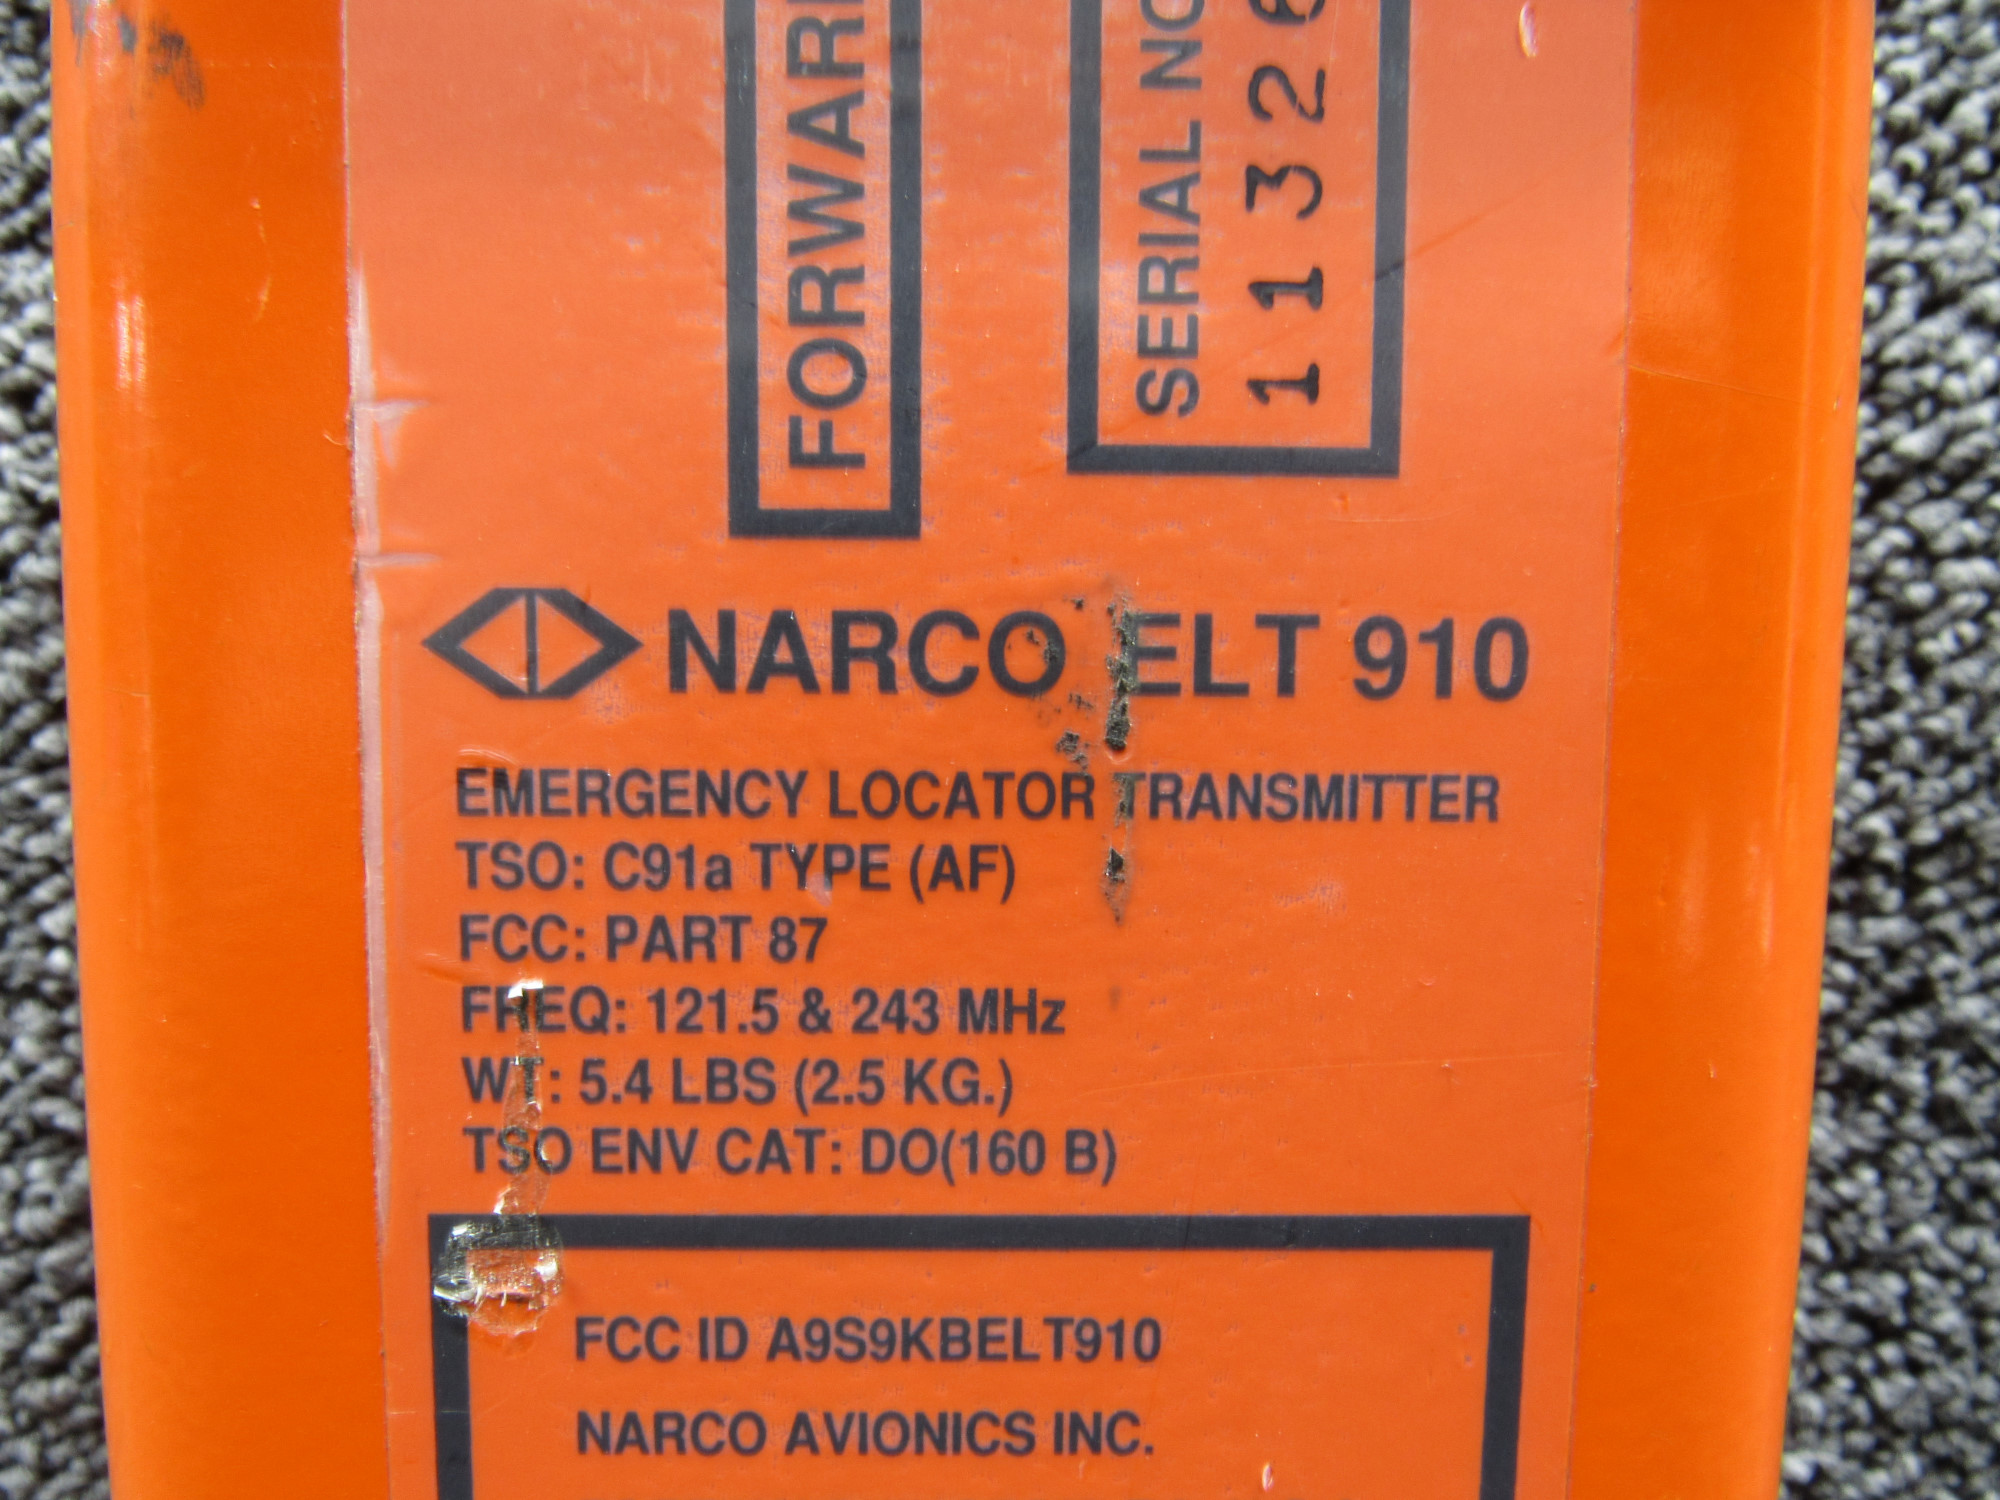 SERIAL NO
1132
NARCO ELT 910
EMERGENCY LOCATOR TRANSMITTER
TSO: C91a TYPE (AF)
FCC: PART 87
FREQ: 121.5 & 243 MHz
WT: 5.4 LBS (2.5 KG.)
TSO ENV CAT: DO(160 B)
FCC ID A9S9KBELT910
NARCO AVIONICS INC.